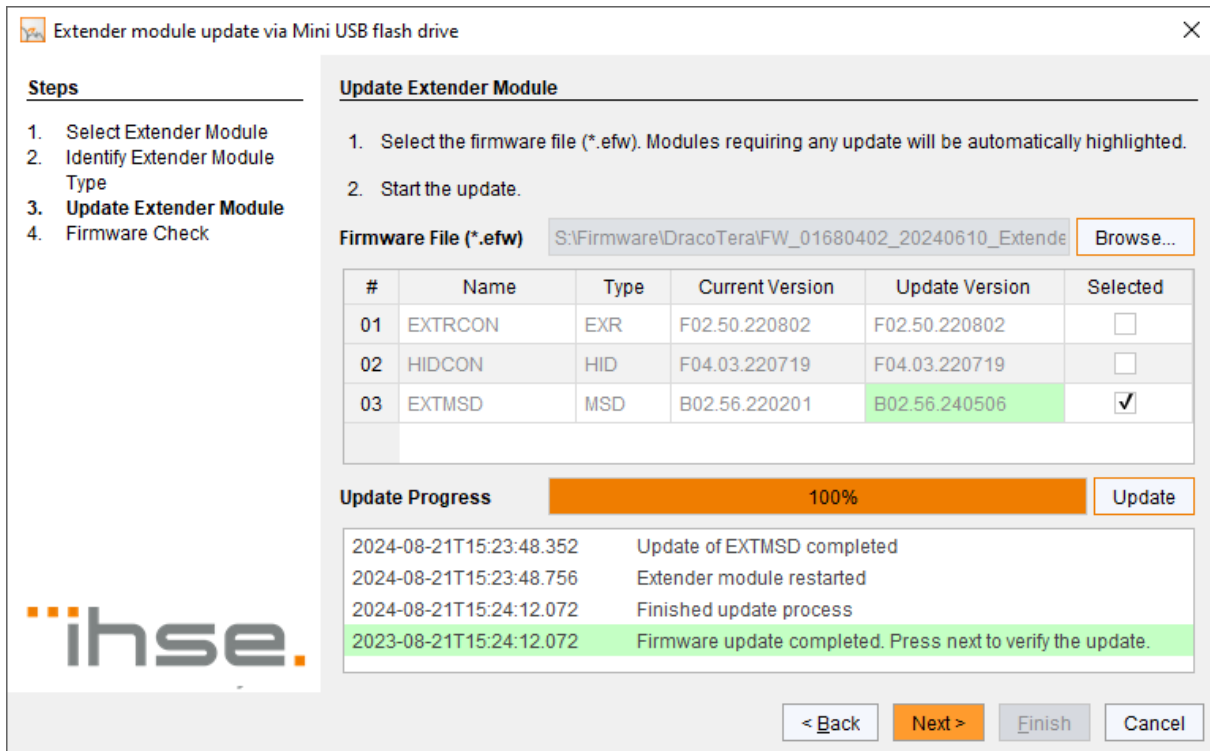 Extender module update via Mini USB flash drive
Steps
1. Select Extender Module
2. Identify Extender Module
Type
3. Update Extender Module
4. Firmware Check
ihse.
Update Extender Module
1. Select the firmware file (*.efw). Modules requiring any update will be automatically highlighted.
2. Start the update.
Firmware File (*.efw) S:\Firmware\DracoTera\FW_01680402_20240610_Extende Browse...
# Name Type Current Version Update Version Selected
01 EXTRCON EXR F02.50.220802 F02.50.220802
02 HIDCON HID F04.03.220719 F04.03.220719
03 EXTMSD MSD B02.56.220201 B02.56.240506
Update Progress 100% Update
2024-08-21T15:23:48.352 Update of EXTMSD completed
2024-08-21T15:23:48.756 Extender module restarted
2024-08-21T15:24:12.072 Finished update process
2023-08-21T15:24:12.072 Firmware update completed. Press next to verify the update.
< Back Next > Finish Cancel